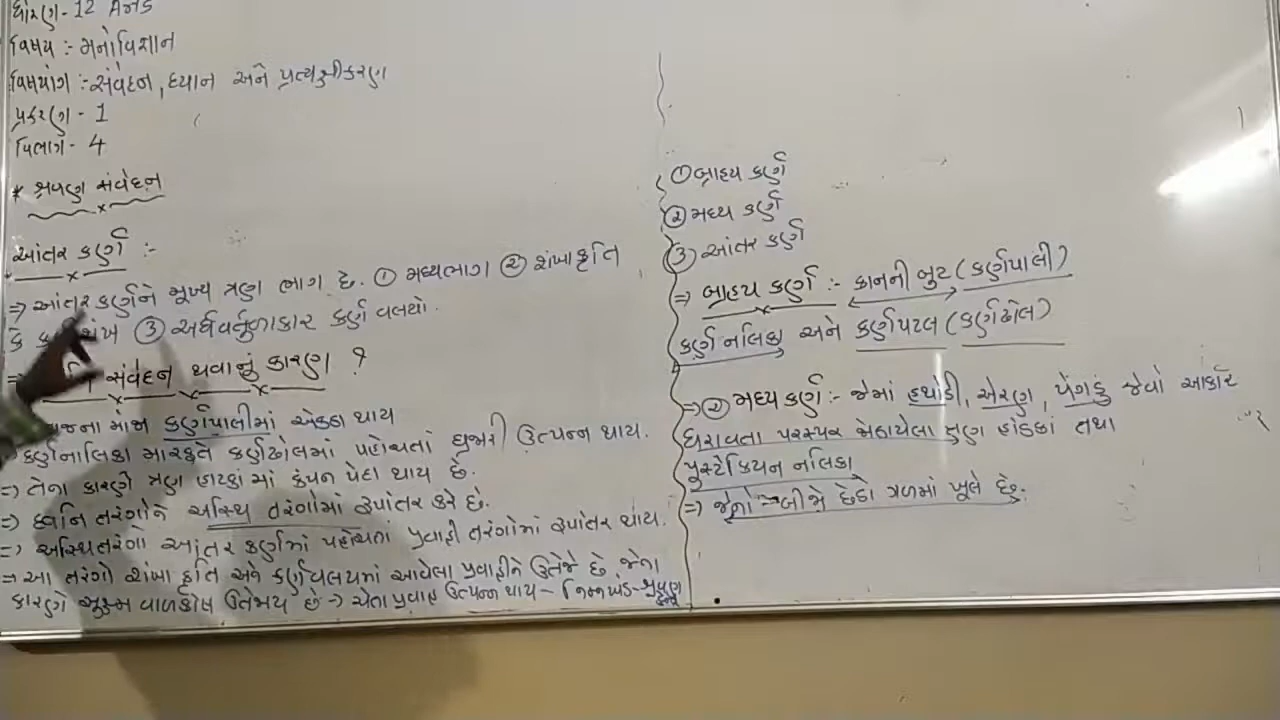 ધોરણ- 12 Arts
વિષય :- મનોવિજ્ઞાન
વિષયાંગ :- સંવેદન, ધ્યાન અને પ્રત્યક્ષીકરણ
પ્રકરણ - 1
વિભાગ - 4
* શ્રવણ સંવેદન
આંતર કર્ણ :-
⇒ આંતર કર્ણને મુખ્ય ત્રણ ભાગ છે. ① મધ્યભાગ ② શંખાકૃતિ
કે ③ અર્ધવર્તુળાકાર કર્ણ વલયો.
⇒ સંવેદન થવાનું કારણ ?
મોજા કર્ણપાલીમાં એકઠા થાય
કર્ણનાલિકા મારફતે કર્ણઢોલમાં પહોંચતાં ધ્રુજારી ઉત્પન્ન થાય.
⇒ તેના કારણે ત્રણ હાડકાંમાં કંપન પેદા થાય છે.
⇒ ધ્વનિ તરંગોને અસ્થિ તરંગોમાં રૂપાંતર કરે છે.
⇒ અસ્થિતરંગો આંતર કર્ણમાં પહોંચતાં પ્રવાહી તરંગોમાં રૂપાંતર થાય.
⇒ આ તરંગો શંખાકૃતિ અને કર્ણવલયમાં આવેલા પ્રવાહીને ઉત્તેજે છે જેના
કારણે સૂક્ષ્મ વાળકોષ ઉત્તેજાય છે → ચેતા પ્રવાહ ઉત્પન્ન થાય - નિમ્નખંડ - શ્રવણ
① બાહ્ય કર્ણ
② મધ્ય કર્ણ
③ આંતર કર્ણ
⇒ બાહ્ય કર્ણ :- કાનની બુટ (કર્ણપાલી)
કર્ણ નલિકા અને કર્ણપટલ (કર્ણઢોલ)
⇒ ② મધ્ય કર્ણ :- જેમાં હથોડી, એરણ, પેંગડું જેવો આકાર
ધરાવતા પરસ્પર જોડાયેલા ત્રણ હાડકાં તથા
યુસ્ટેકિયન નલિકા
⇒ જેનો બીજો છેડો ગળમાં ખૂલે છે.